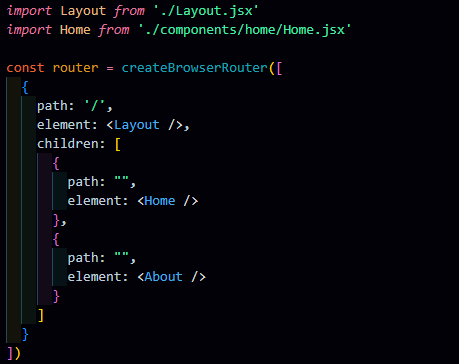 import Layout from './Layout.jsx'
import Home from './components/home/Home.jsx'
const router = createBrowserRouter([
{
path: '/',
element: <Layout />,
children: [
{
path: "",
element: <Home />
},
{
path: "",
element: <About />
}
]
}
])